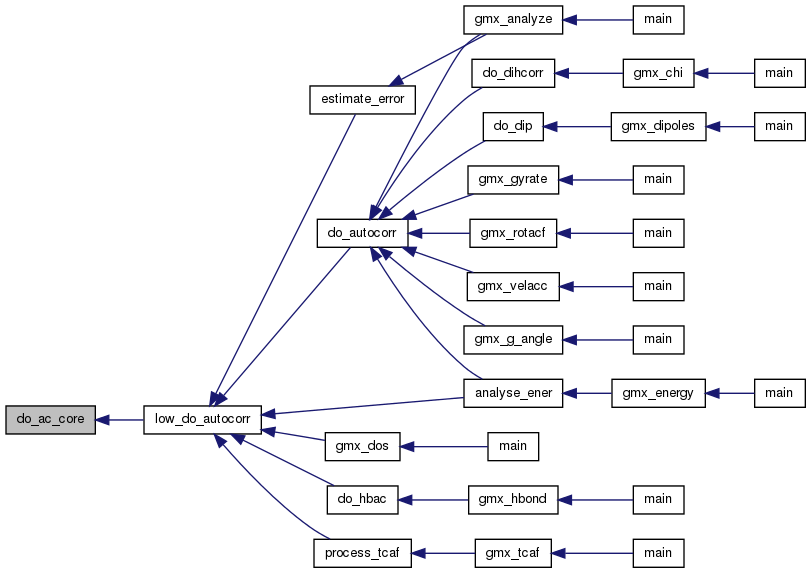 gmx_analyze
main
do_dihcorr
gmx_chi
main
estimate_error
do_dip
gmx_dipoles
main
gmx_gyrate
main
do_autocorr
gmx_rotacf
main
gmx_velacc
main
gmx_g_angle
main
analyse_ener
gmx_energy
main
do_ac_core
low_do_autocorr
gmx_dos
main
do_hbac
gmx_hbond
main
process_tcaf
gmx_tcaf
main